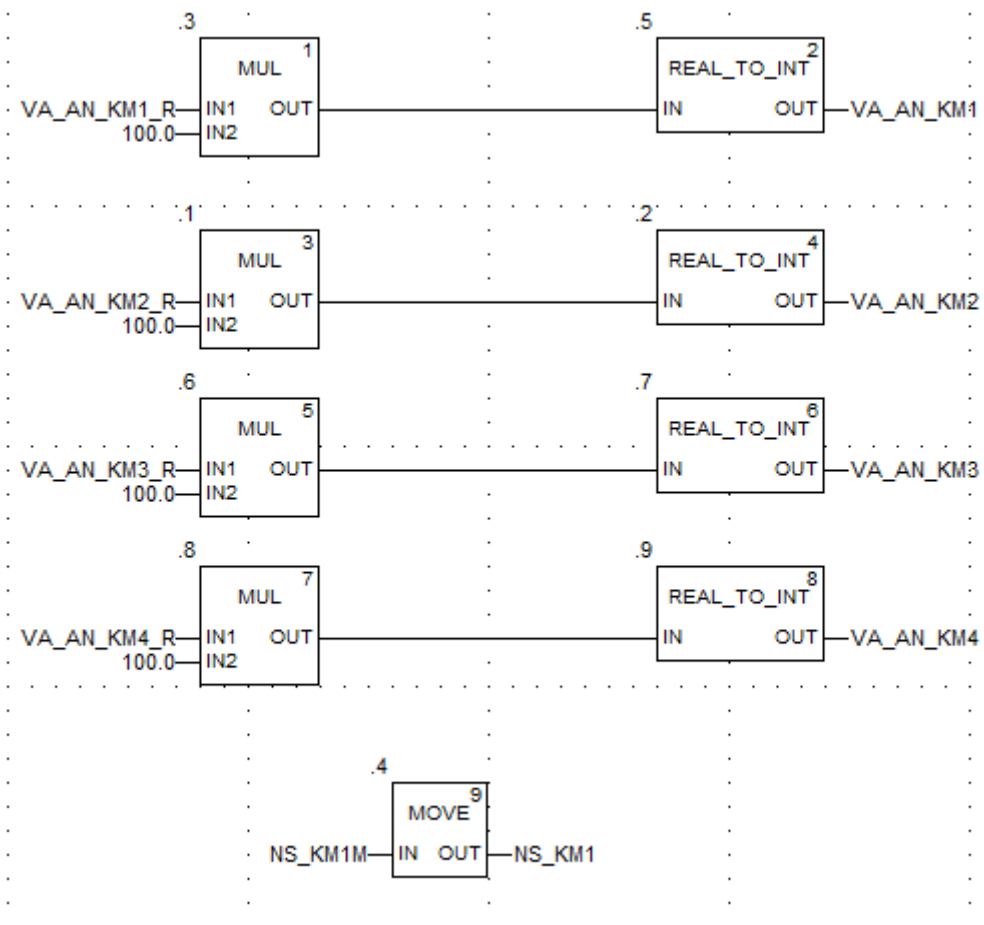 .3 .5
1 2
MUL REAL_TO_INT
VA_AN_KM1_R IN1 OUT IN OUT VA_AN_KM1
100.0 IN2
.1 .2
3 4
MUL REAL_TO_INT
VA_AN_KM2_R IN1 OUT IN OUT VA_AN_KM2
100.0 IN2
.6 .7
5 6
MUL REAL_TO_INT
VA_AN_KM3_R IN1 OUT IN OUT VA_AN_KM3
100.0 IN2
.8 .9
7 8
MUL REAL_TO_INT
VA_AN_KM4_R IN1 OUT IN OUT VA_AN_KM4
100.0 IN2
.4
9
MOVE
NS_KM1M IN OUT NS_KM1